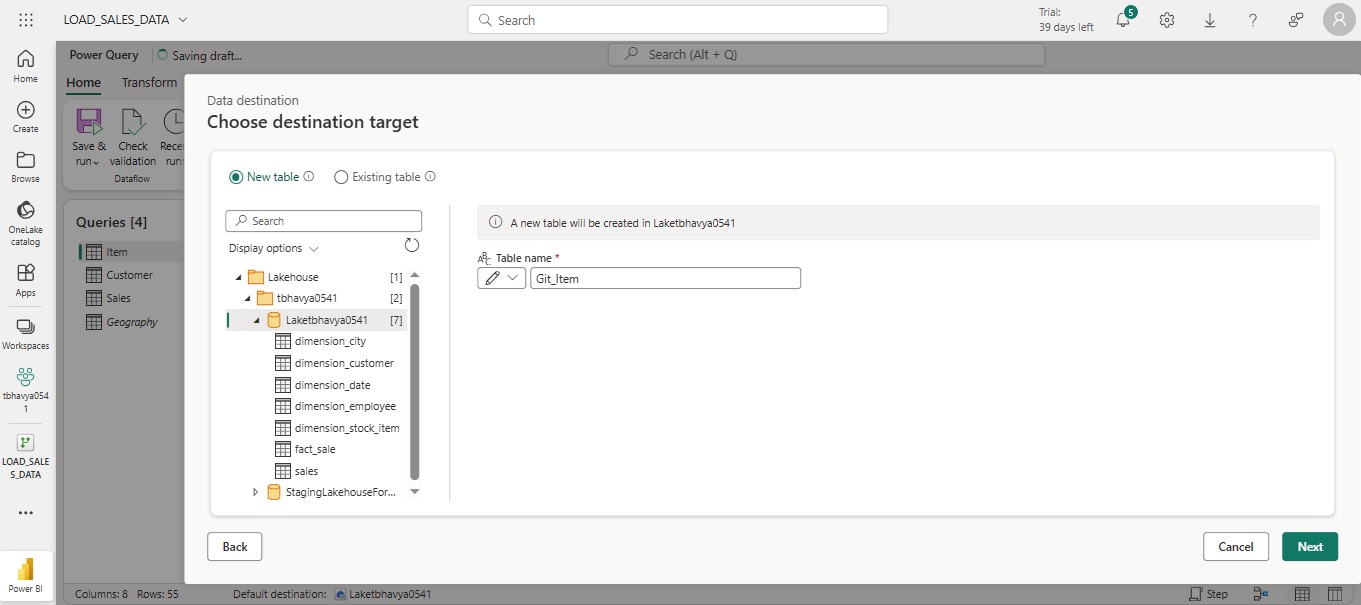 LOAD_SALES_DATA
Search
Trial:
39 days left
5
Home
Create
Browse
OneLake
catalog
Apps
Workspaces
tbhavya054
1
LOAD_SALE
S_DATA
Power BI
Power Query
Saving draft...
Search (Alt + Q)
Home
Transform
Save &
run
Check
validation
Dataflow
Queries [4]
Item
Customer
Sales
Geography
Data destination
Choose destination target
New table
Existing table
Search
Display options
Lakehouse [1]
tbhavya0541 [2]
Laketbhavya0541 [7]
dimension_city
dimension_customer
dimension_date
dimension_employee
dimension_stock_item
fact_sale
sales
StagingLakehouseFor...
A new table will be created in Laketbhavya0541
Table name *
Git_Item
Back
Cancel
Next
Columns: 8 Rows: 55
Default destination: Laketbhavya0541
Step